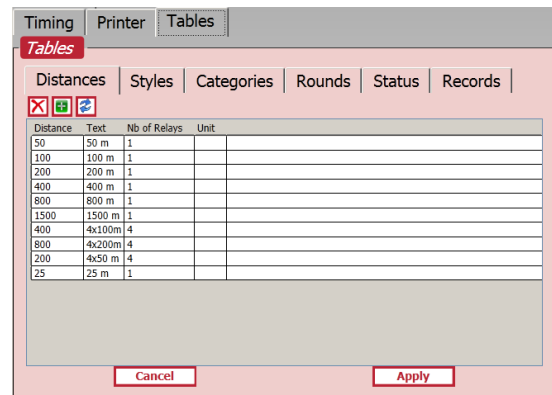 Timing Printer Tables
Tables
Distances Styles Categories Rounds Status Records
Distance Text Nb of Relays Unit
50 50 m 1
100 100 m 1
200 200 m 1
400 400 m 1
800 800 m 1
1500 1500 m 1
400 4x100m 4
800 4x200m 4
200 4x50 m 4
25 25 m 1
Cancel Apply